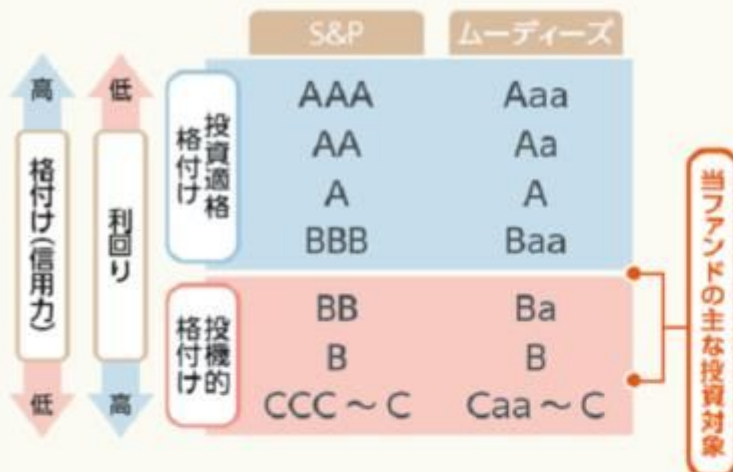 S&P ムーディーズ
高 低
格付け(信用力)
利回り
低 高
投資適格
格付け
AAA Aaa
AA Aa
A A
BBB Baa
投機的
格付け
BB Ba
B B
CCC ～ C Caa ～ C
当ファンドの主な投資対象